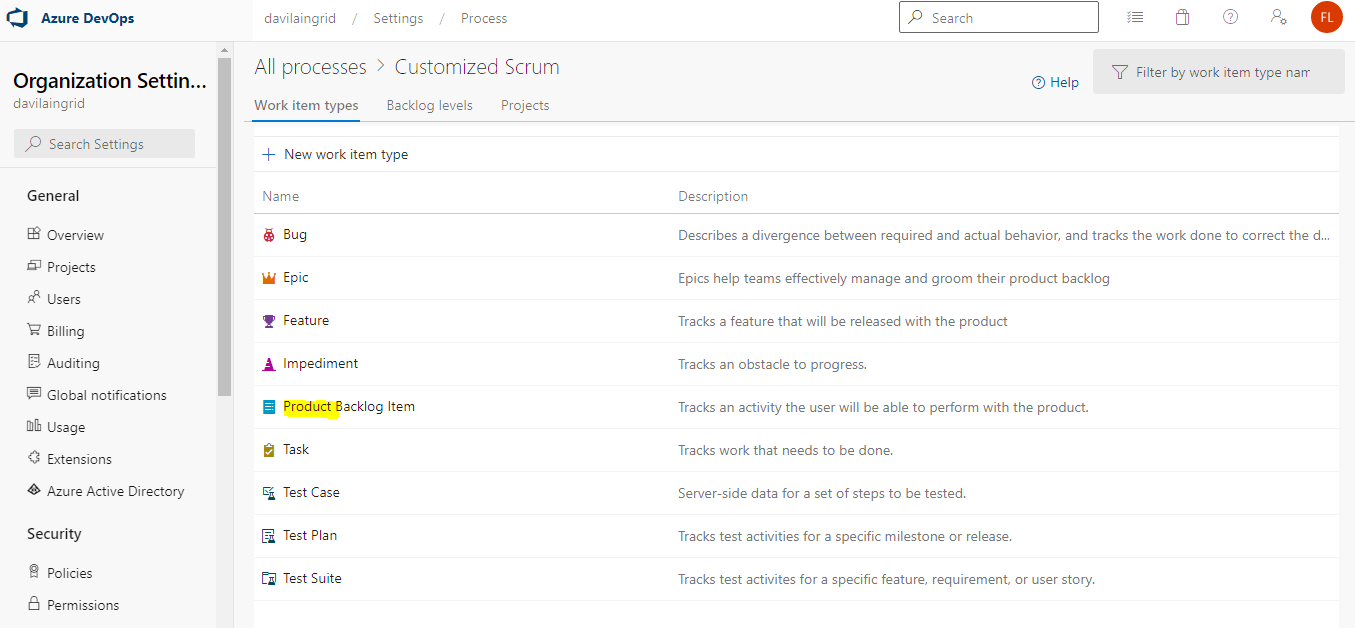 Azure DevOps
davilaingrid / Settings / Process
Search
FL
Organization Settin...
davilaingrid
Search Settings
General
Overview
Projects
Users
Billing
Auditing
Global notifications
Usage
Extensions
Azure Active Directory
Security
Policies
Permissions
All processes > Customized Scrum
Help
Filter by work item type nam
Work item types
Backlog levels
Projects
+ New work item type
Name Description
Bug Describes a divergence between required and actual behavior, and tracks the work done to correct the d...
Epic Epics help teams effectively manage and groom their product backlog
Feature Tracks a feature that will be released with the product
Impediment Tracks an obstacle to progress.
Product Backlog Item Tracks an activity the user will be able to perform with the product.
Task Tracks work that needs to be done.
Test Case Server-side data for a set of steps to be tested.
Test Plan Tracks test activities for a specific milestone or release.
Test Suite Tracks test activites for a specific feature, requirement, or user story.